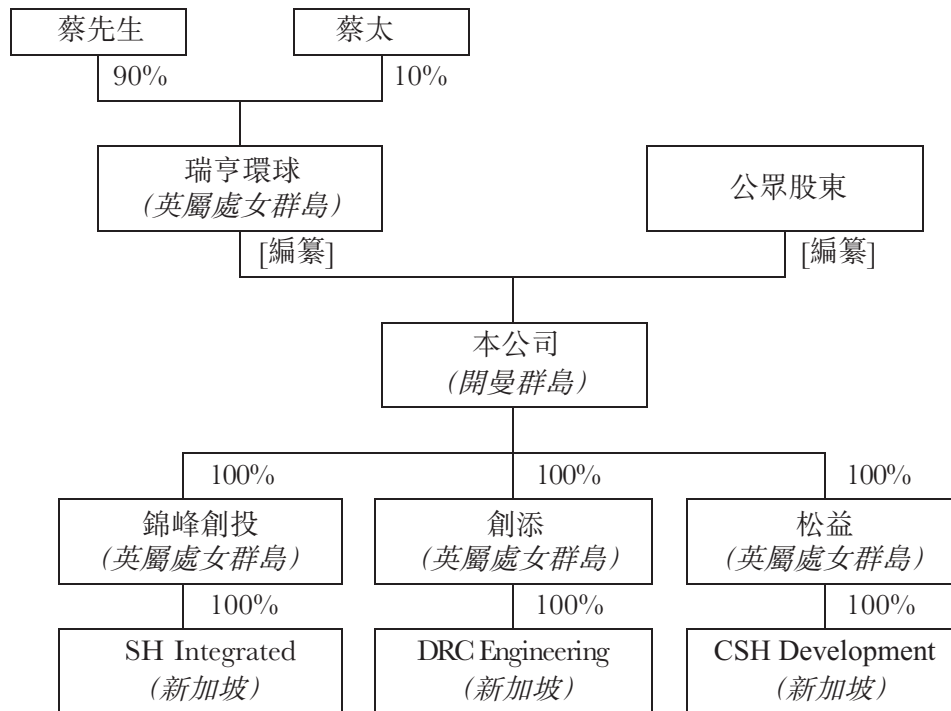 蔡先生
蔡太
90%
10%
瑞亨環球
(英屬處女群島)
公眾股東
[編纂]
[編纂]
本公司
(開曼群島)
100%
100%
100%
錦峰創投
(英屬處女群島)
創添
(英屬處女群島)
松益
(英屬處女群島)
100%
100%
100%
SH Integrated
(新加坡)
DRC Engineering
(新加坡)
CSH Development
(新加坡)